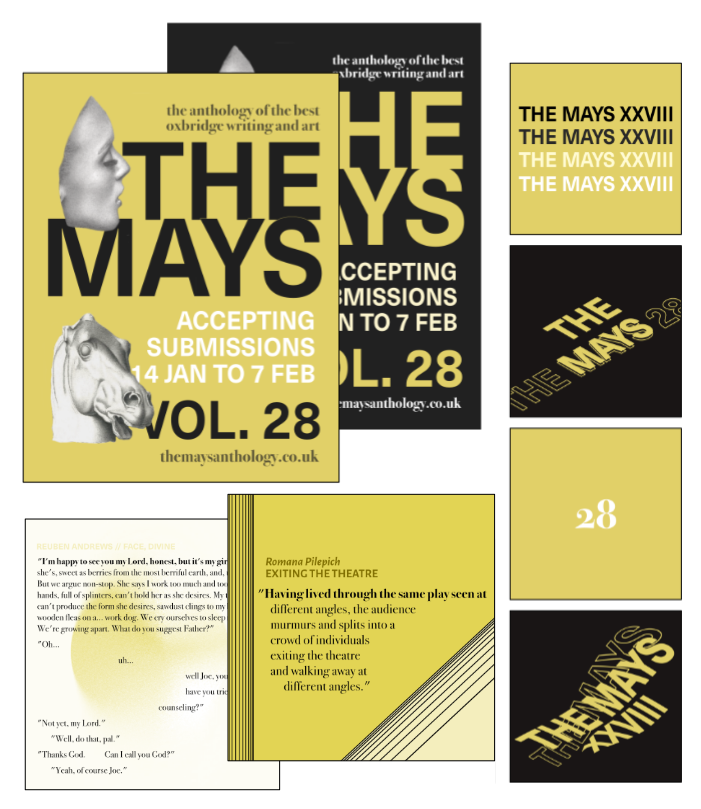 the anthology of the best
oxbridge writing and art
THE
MAYS
ACCEPTING
SUBMISSIONS
14 JAN TO 7 FEB
VOL. 28
themaysanthology.co.uk
the anthology of the best
xbridge writing and art
HE
AYS
CCEPTING
MISSIONS
N TO 7 FEB
OL. 28
emaysanthology.co.uk
THE MAYS XXVIII
THE MAYS XXVIII
THE MAYS XXVIII
THE MAYS XXVIII
THE
THE MAYS 28
28
THE MAYS
THE MAYS
XXVIII
REUBEN ANDREWS // FACE, DIVINE
"I'm happy to see you my Lord, honest, but it's my
she's, sweet as berries from the most berriful earth, and,
But we argue non-stop. She says I work too much and too
hands, full of splinters, can't hold her as she desires. My
can't produce the form she desires, sawdust clings to my
wooden fleas on a... work dog. We cry ourselves to sleep
We're growing apart. What do you suggest Father?"
"Oh...
uh...
well Joe, you
have you
counseling?"
"Not yet, my Lord."
"Well, do that, pal."
"Thanks God. Can I call you God?"
"Yeah, of course Joe."
Romana Pilepich
EXITING THE THEATRE
"Having lived through the same play seen at
different angles, the audience
murmurs and splits into a
crowd of individuals
exiting the theatre
and walking away at
different angles."